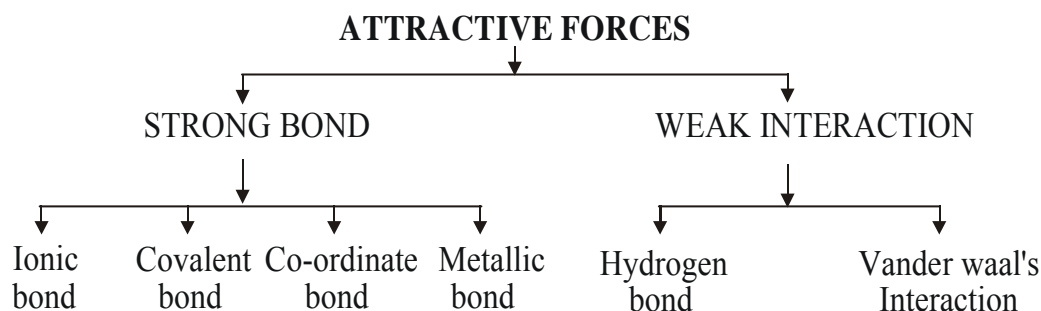 ATTRACTIVE FORCES
STRONG BOND
WEAK INTERACTION
Ionic
bond
Covalent
bond
Co-ordinate
bond
Metallic
bond
Hydrogen
bond
Vander waal's
Interaction